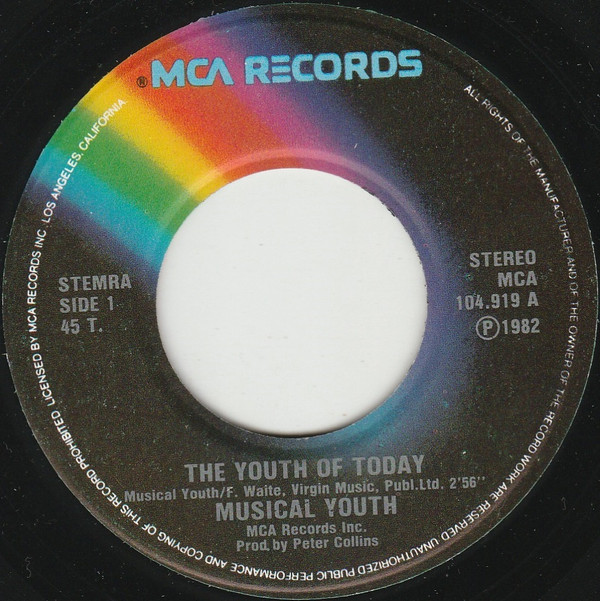 ® MCA RECORDS
STEMRA
SIDE 1
45 T.
STEREO
MCA
104.919 A
Ⓟ 1982
THE YOUTH OF TODAY
Musical Youth/F. Waite, Virgin Music, Publ.Ltd. 2'56''
MUSICAL YOUTH
MCA Records Inc.
Prod. by Peter Collins
ALL RIGHTS OF THE MANUFACTURER AND OF THE OWNER OF THE RECORD WORK ARE RESERVED UNAUTHORIZED PUBLIC PERFORMANCE AND COPYING OF THIS RECORD PROHIBITED LICENSED BY MCA RECORDS INC. LOS ANGELES, CALIFORNIA